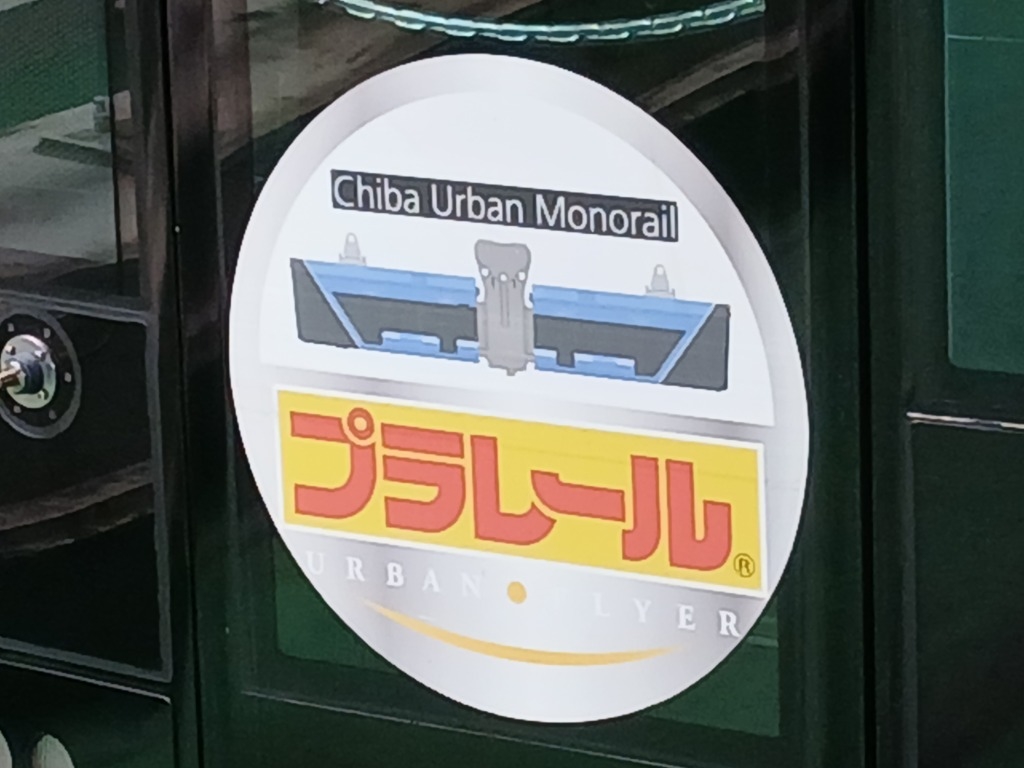 Chiba Urban Monorail
プラレール®
URBAN FLYER